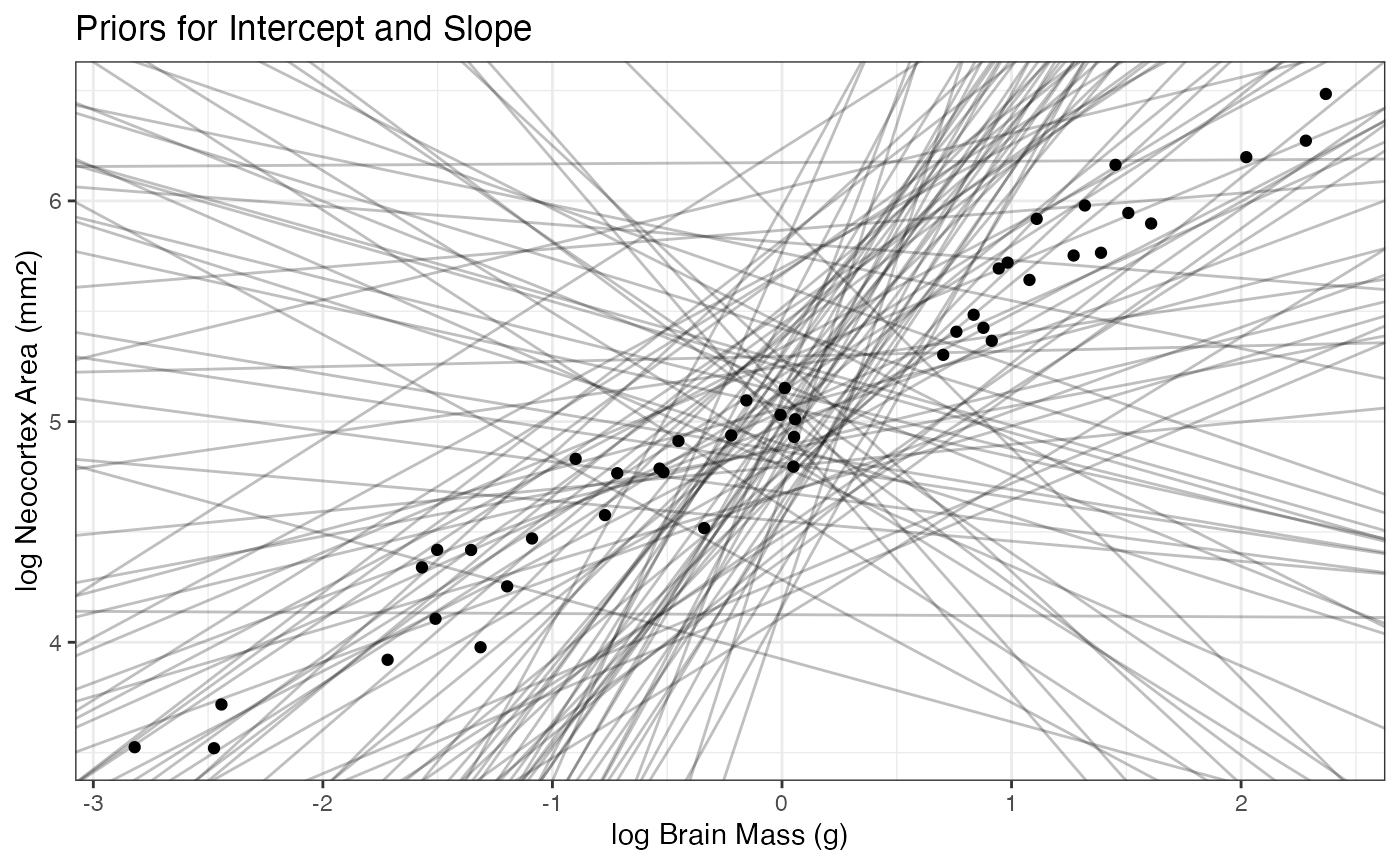 Priors for Intercept and Slope
log Neocortex Area (mm2)
6
5
4
-3 -2 -1 0 1 2
log Brain Mass (g)